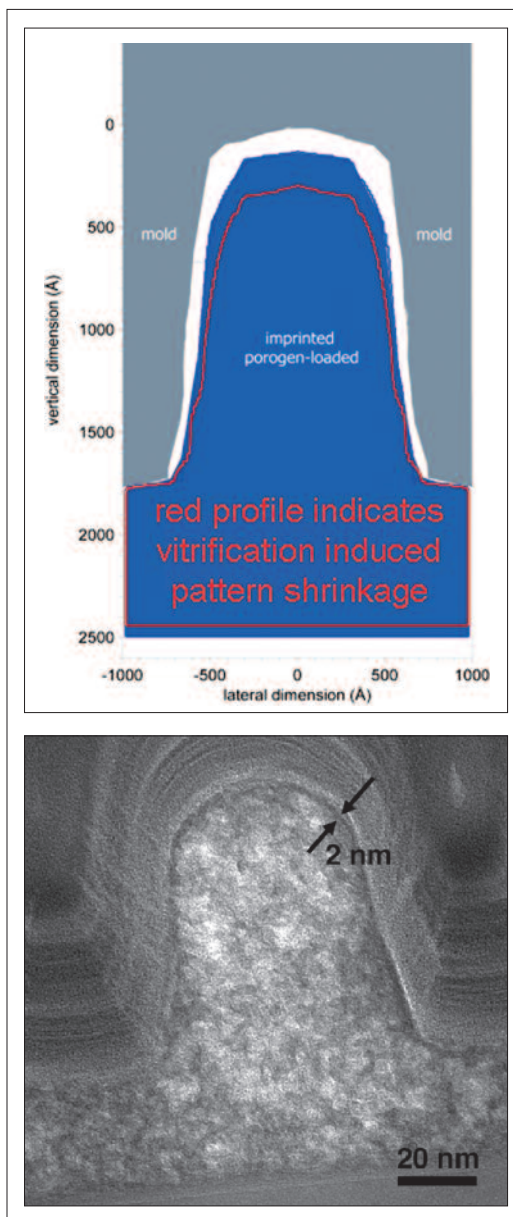 0
500
1000
1500
2000
2500
vertical dimension (Å)
mold
mold
imprinted
porogen-loaded
red profile indicates
vitrification induced
pattern shrinkage
-1000
-500
0
500
1000
lateral dimension (Å)
2 nm
20 nm